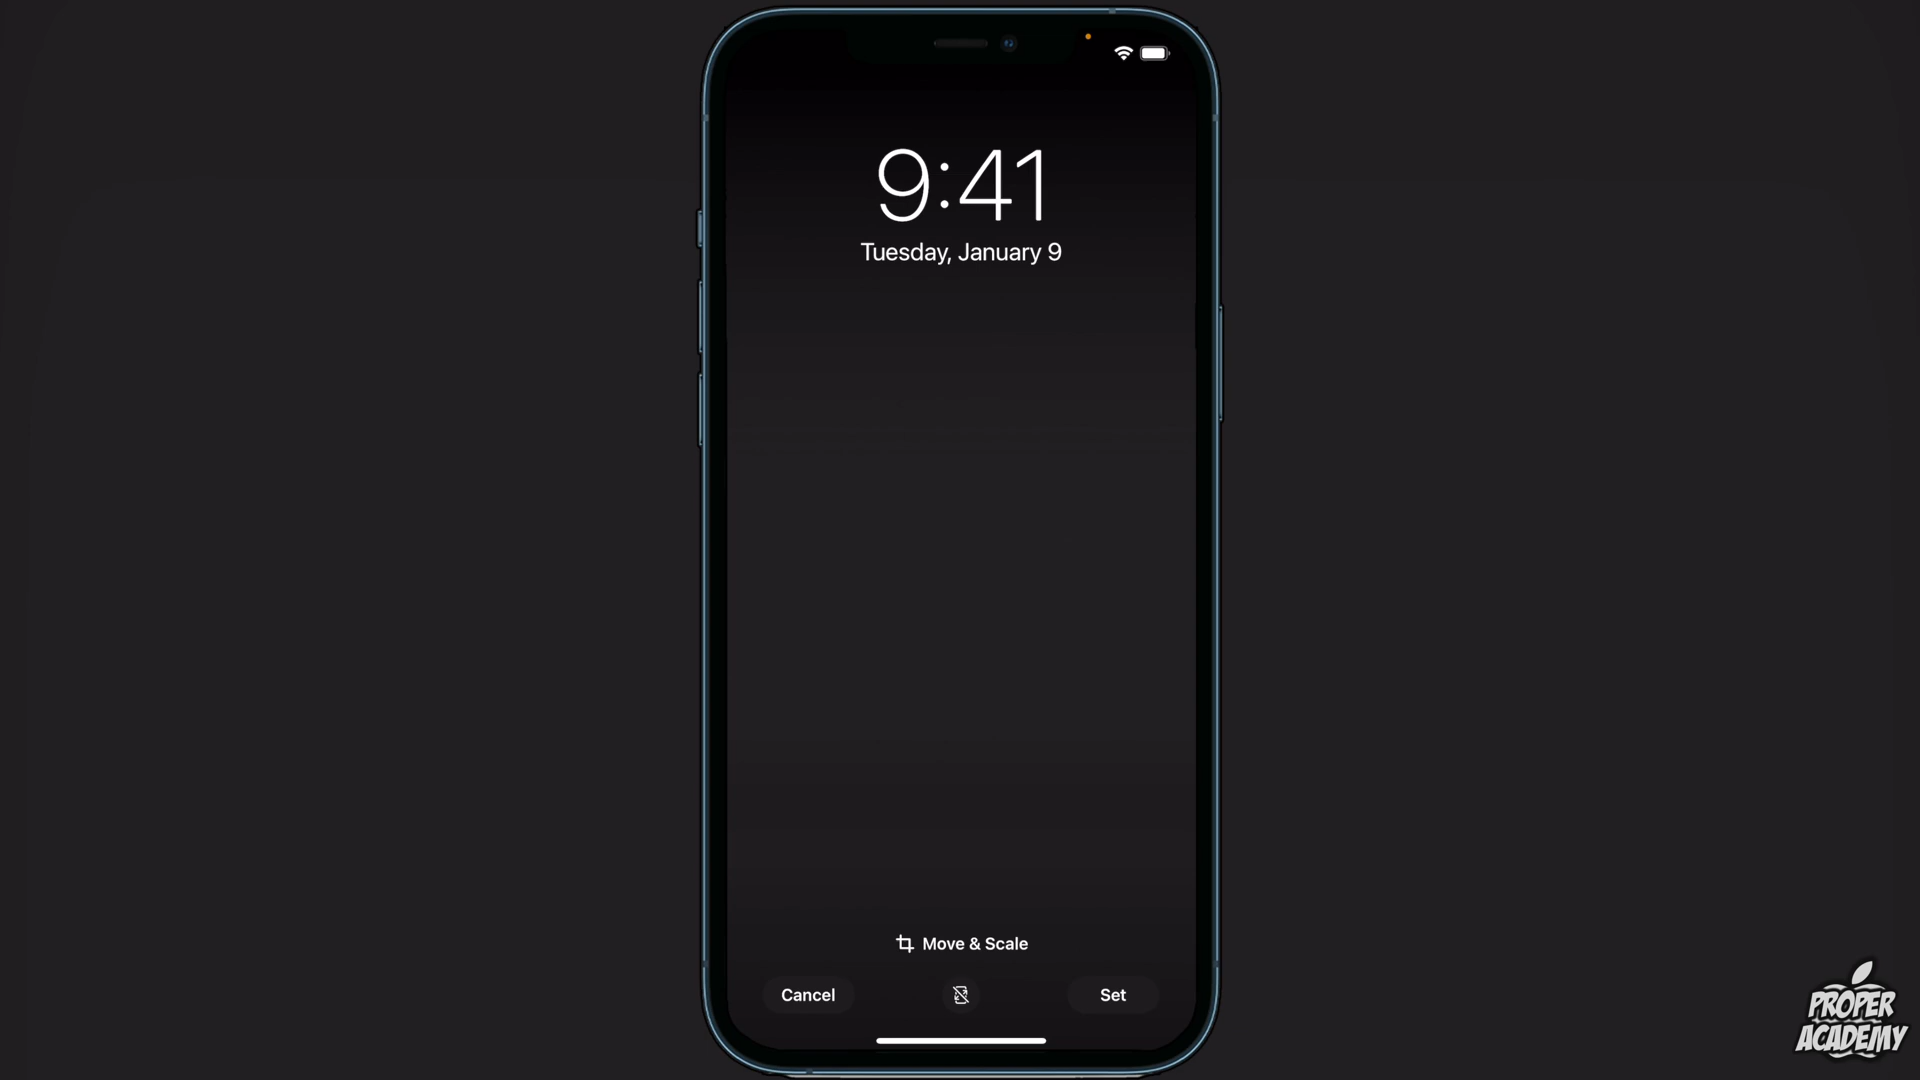 9:41
Tuesday, January 9
Move & Scale
Cancel
Set
PROPER
ACADEMY